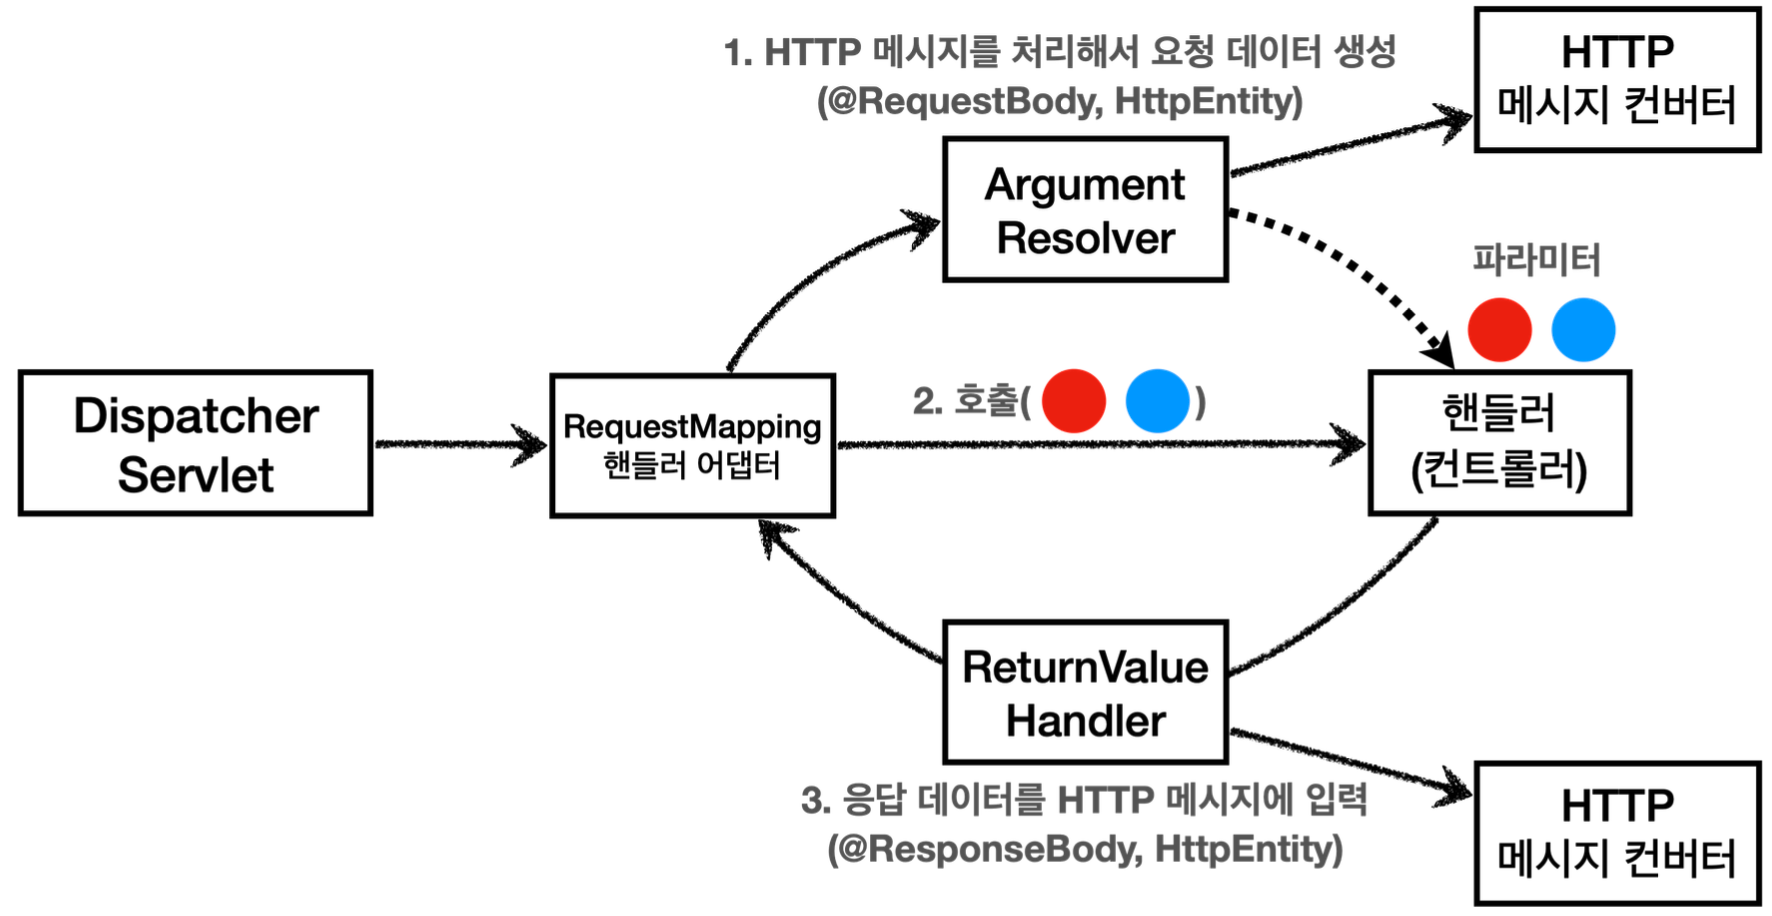 1. HTTP 메시지를 처리해서 요청 데이터 생성
(@RequestBody, HttpEntity)
HTTP
메시지 컨버터
Argument
Resolver
파라미터
Dispatcher
Servlet
RequestMapping
핸들러 어댑터
2. 호출( )
핸들러
(컨트롤러)
ReturnValue
Handler
3. 응답 데이터를 HTTP 메시지에 입력
(@ResponseBody, HttpEntity)
HTTP
메시지 컨버터